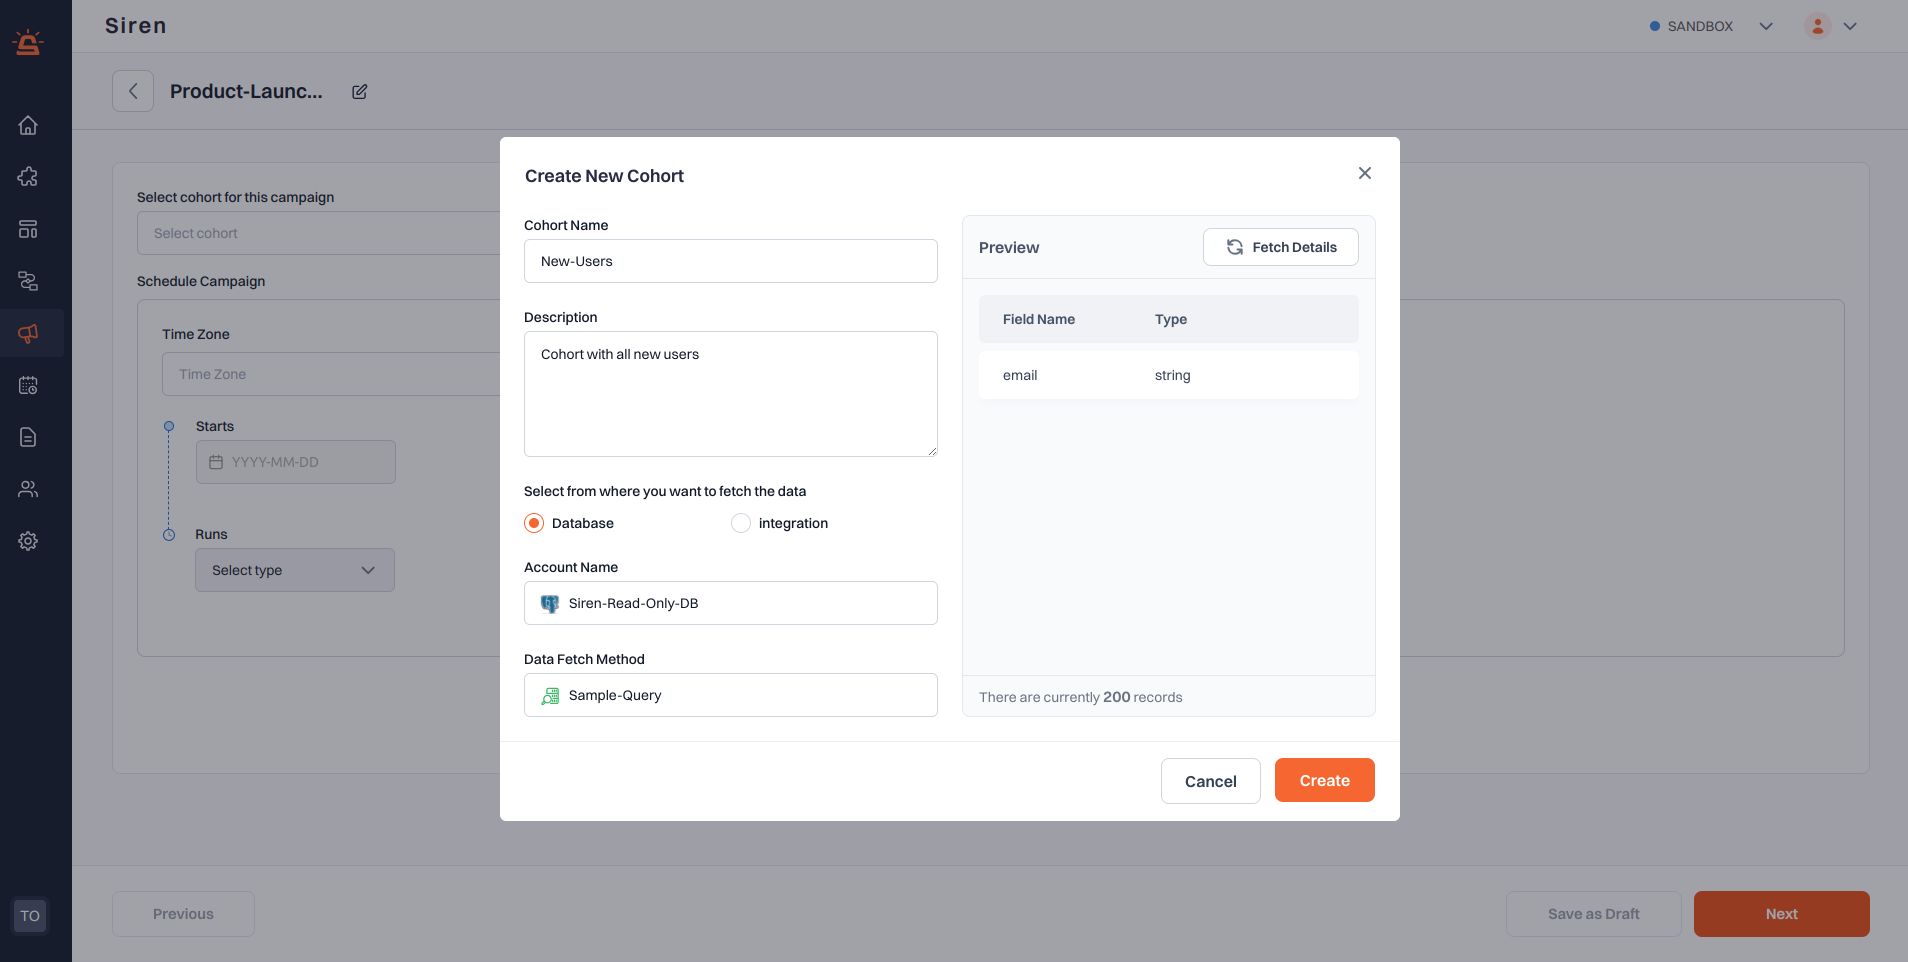 Siren
SANDBOX
Product-Launc...
Select cohort for this campaign
Select cohort
Schedule Campaign
Time Zone
Time Zone
Starts
YYYY-MM-DD
Runs
Select type
Create New Cohort
Cohort Name
New-Users
Description
Cohort with all new users
Select from where you want to fetch the data
Database
integration
Account Name
Siren-Read-Only-DB
Data Fetch Method
Sample-Query
Preview
Fetch Details
Field Name Type
email string
There are currently 200 records
Cancel
Create
TO
Previous
Save as Draft
Next